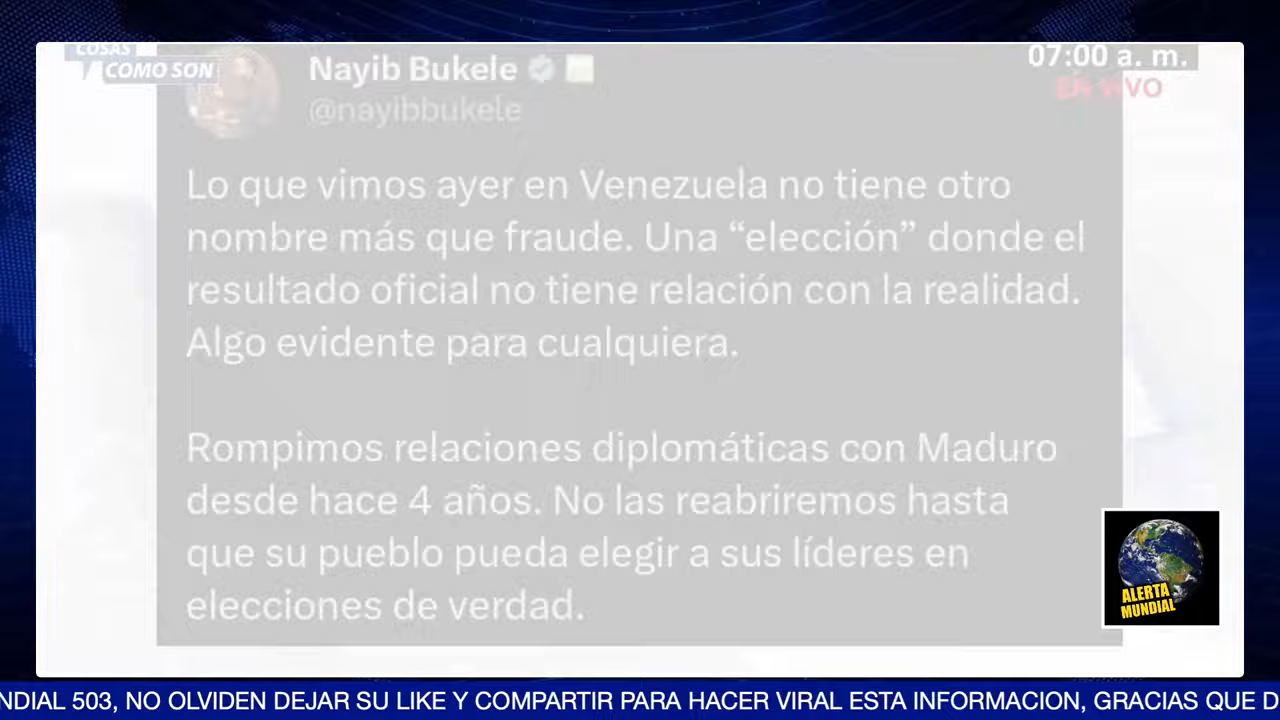 COSAS
COMO SON
07:00 a. m.
EN VIVO
Nayib Bukele
@nayibbukele
Lo que vimos ayer en Venezuela no tiene otro
nombre más que fraude. Una “elección” donde el
resultado oficial no tiene relación con la realidad.
Algo evidente para cualquiera.
Rompimos relaciones diplomáticas con Maduro
desde hace 4 años. No las reabriremos hasta
que su pueblo pueda elegir a sus líderes en
elecciones de verdad.
ALERTA
MUNDIAL
NDIAL 503, NO OLVIDEN DEJAR SU LIKE Y COMPARTIR PARA HACER VIRAL ESTA INFORMACION, GRACIAS QUE D